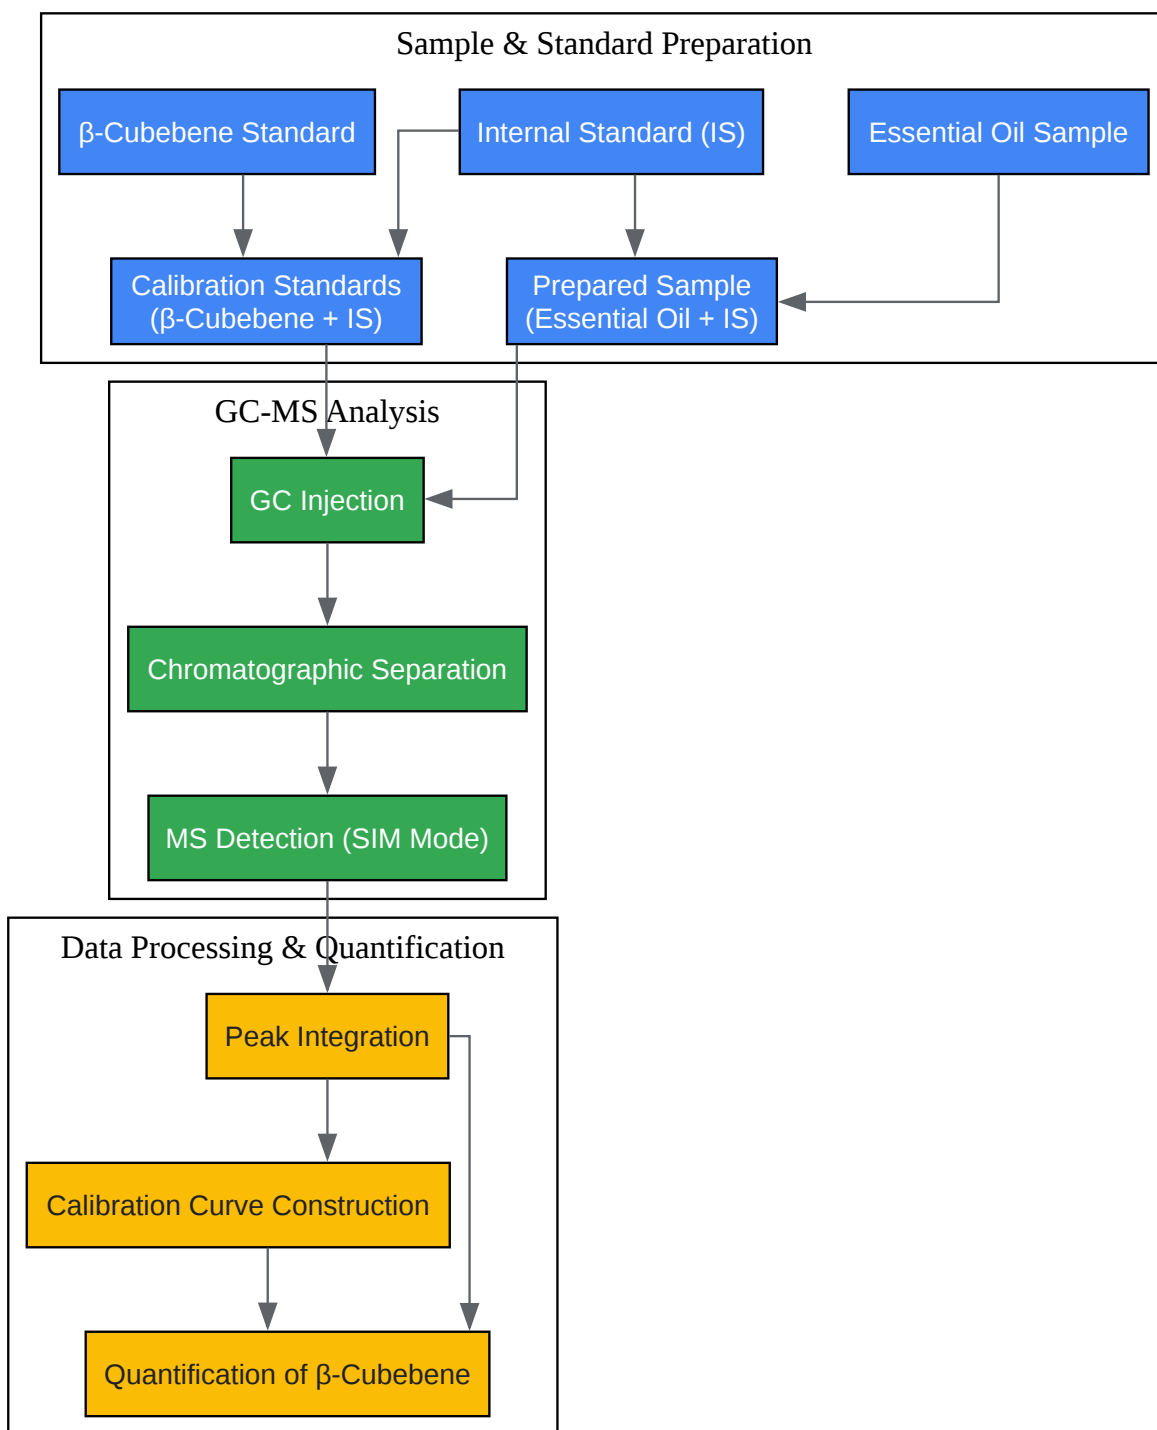 Sample & Standard Preparation
β-Cubebene Standard
Internal Standard (IS)
Essential Oil Sample
Calibration Standards
(β-Cubebene + IS)
Prepared Sample
(Essential Oil + IS)
GC-MS Analysis
GC Injection
Chromatographic Separation
MS Detection (SIM Mode)
Data Processing & Quantification
Peak Integration
Calibration Curve Construction
Quantification of β-Cubebene